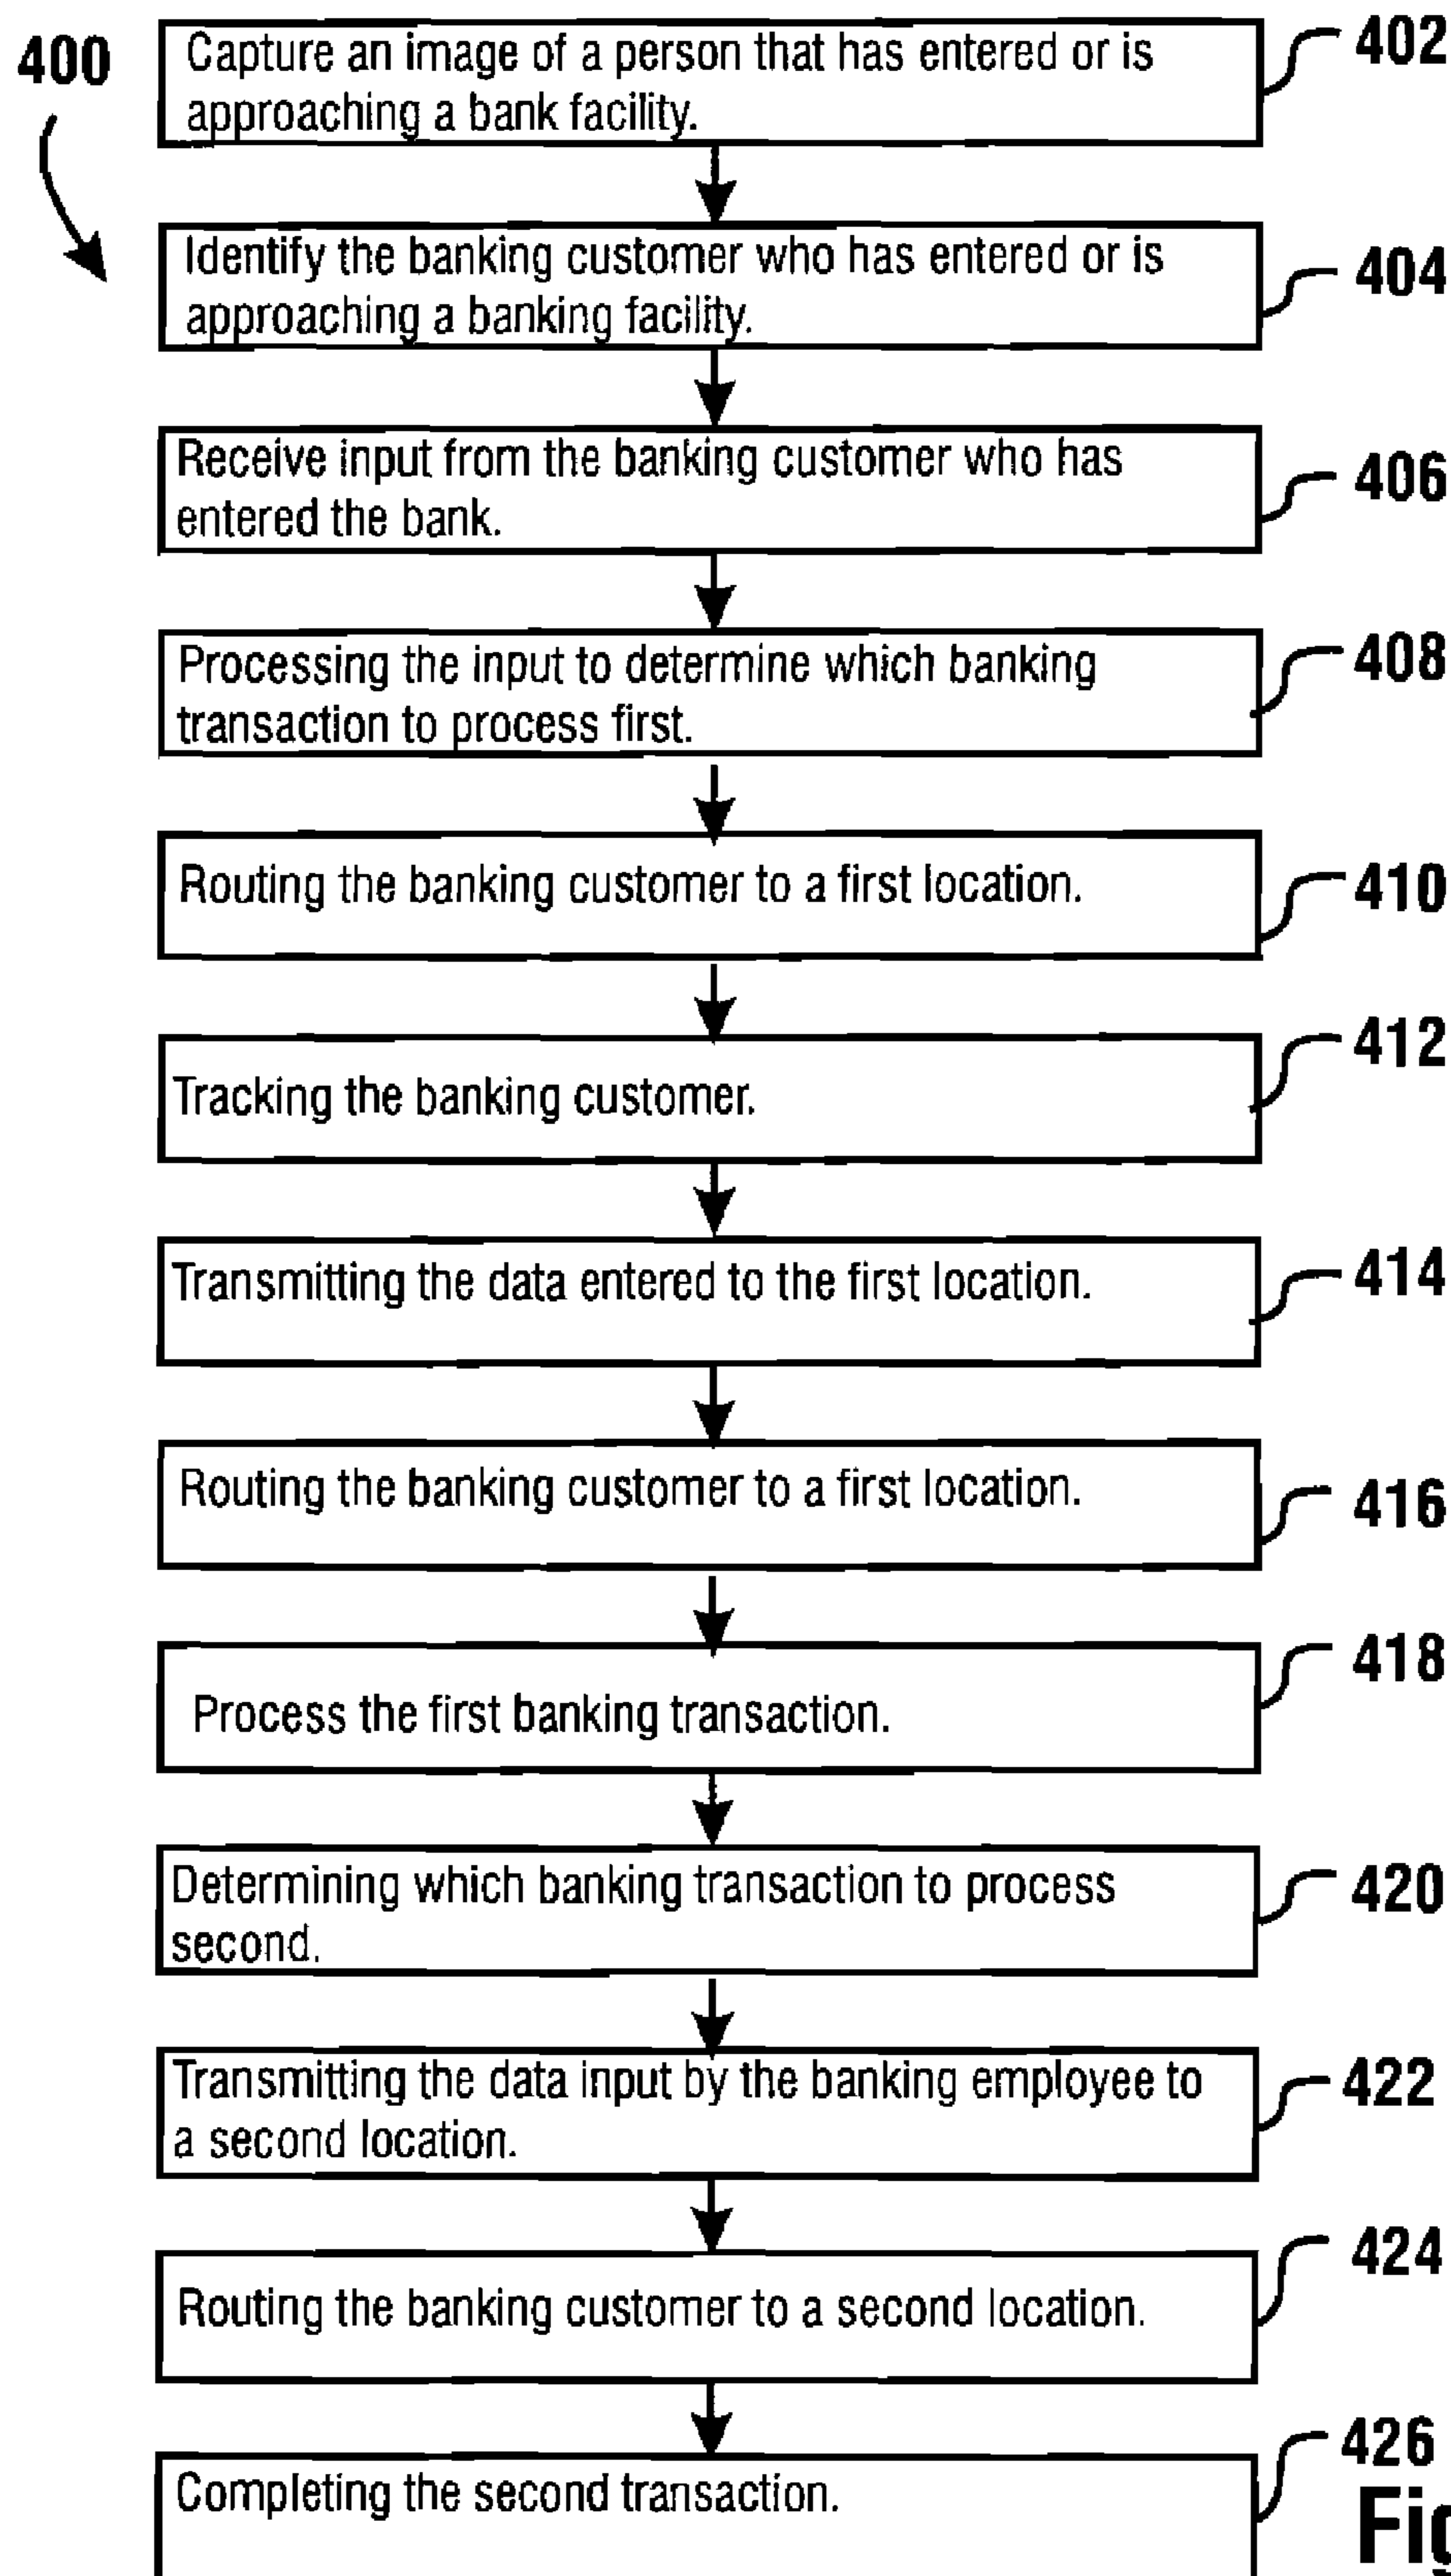 400
Capture an image of a person that has entered or is
approaching a bank facility.
402
Identify the banking customer who has entered or is
approaching a banking facility.
404
Receive input from the banking customer who has
entered the bank.
406
Processing the input to determine which banking
transaction to process first.
408
Routing the banking customer to a first location.
410
Tracking the banking customer.
412
Transmitting the data entered to the first location.
414
Routing the banking customer to a first location.
416
Process the first banking transaction.
418
Determining which banking transaction to process
second.
420
Transmitting the data input by the banking employee to
a second location.
422
Routing the banking customer to a second location.
424
Completing the second transaction.
426